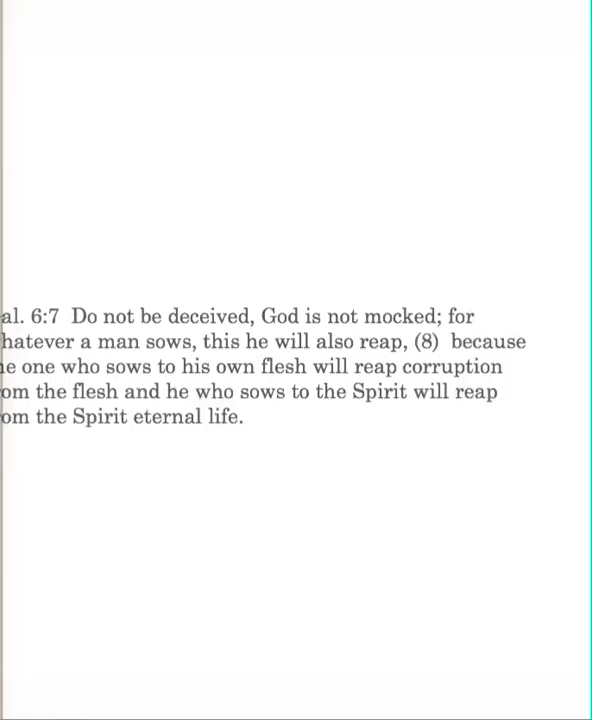 al. 6:7 Do not be deceived, God is not mocked; for
hatever a man sows, this he will also reap, (8) because
e one who sows to his own flesh will reap corruption
om the flesh and he who sows to the Spirit will reap
om the Spirit eternal life.